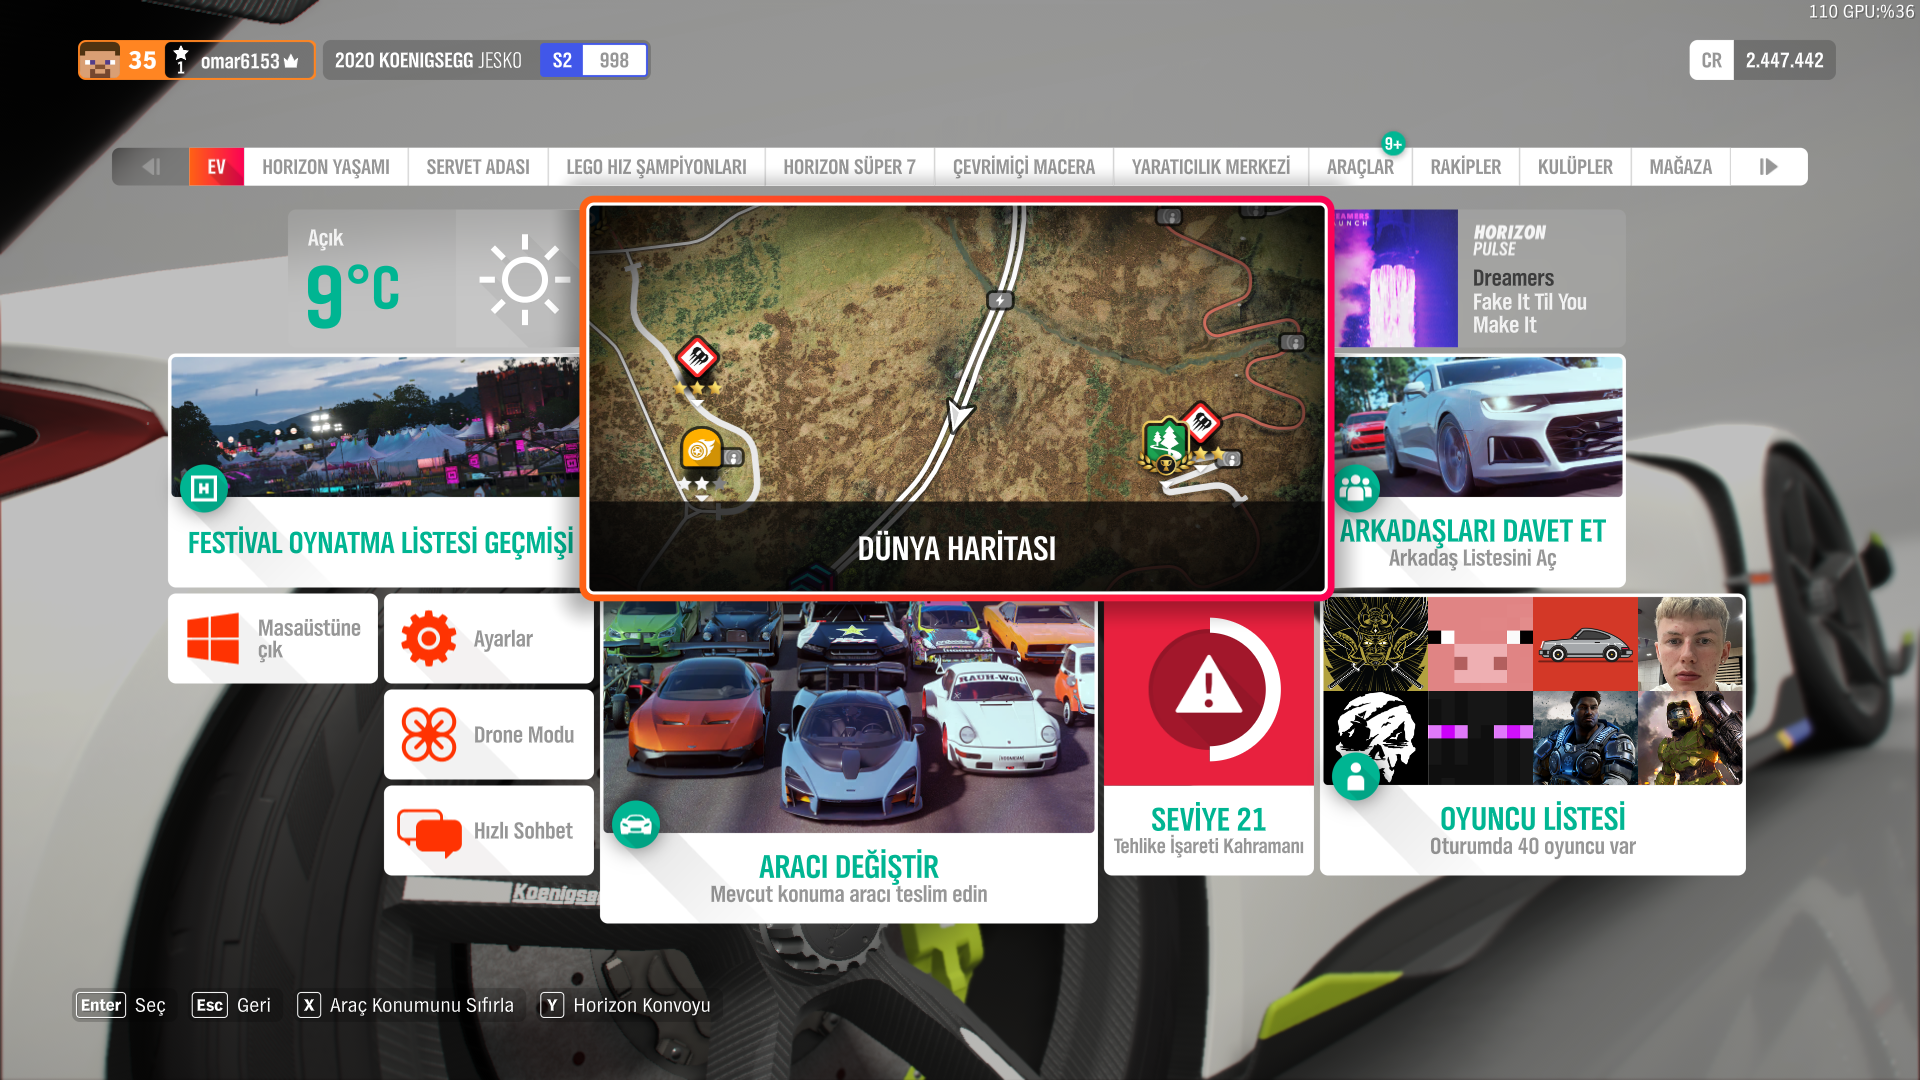 110 GPU:%36
35
1
omar6153
2020 KOENIGSEGG JESKO
S2
998
CR
2.447.442
9+
EV
HORIZON YAŞAMI
SERVET ADASI
LEGO HIZ ŞAMPİYONLARI
HORIZON SÜPER 7
ÇEVRİMİÇİ MACERA
YARATICILIK MERKEZİ
ARAÇLAR
RAKİPLER
KULÜPLER
MAĞAZA
Açık
9°C
HORIZON
PULSE
Dreamers
Fake It Til You
Make It
FESTİVAL OYNATMA LİSTESİ GEÇMİŞİ
DÜNYA HARİTASI
ARKADAŞLARI DAVET ET
Arkadaş Listesini Aç
Masaüstüne
çık
Ayarlar
Drone Modu
Hızlı Sohbet
RAUH-Welt
ARACI DEĞİŞTİR
Mevcut konuma aracı teslim edin
SEVİYE 21
Tehlike İşareti Kahramanı
OYUNCU LİSTESİ
Oturumda 40 oyuncu var
Koenigse
Enter Seç
Esc Geri
X Araç Konumunu Sıfırla
Y Horizon Konvoyu